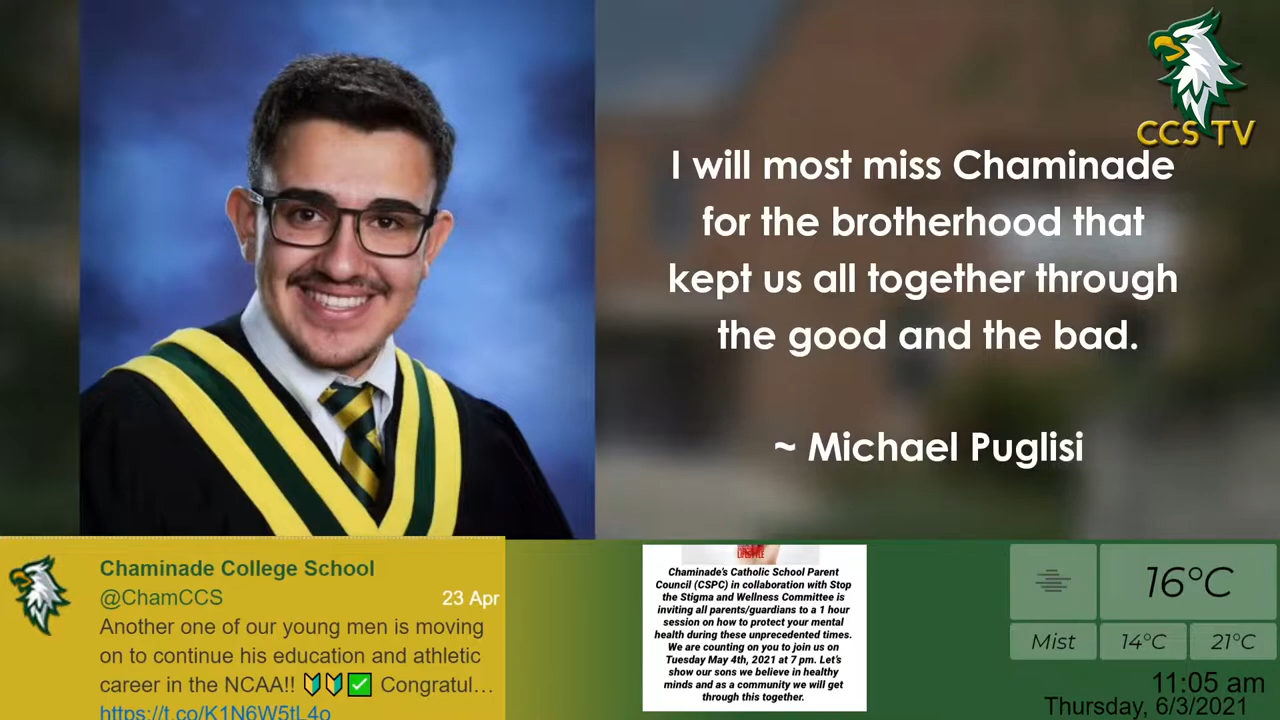 CCS TV
I will most miss Chaminade
for the brotherhood that
kept us all together through
the good and the bad.
~ Michael Puglisi
Chaminade College School
@ChamCCS
23 Apr
Another one of our young men is moving
on to continue his education and athletic
career in the NCAA!! 🔰🔰✅ Congratul…
https://t.co/K1N6W5tL4o
LIFESTYLE
Chaminade's Catholic School Parent
Council (CSPC) in collaboration with Stop
the Stigma and Wellness Committee is
inviting all parents/guardians to a 1 hour
session on how to protect your mental
health during these unprecedented times.
We are counting on you to join us on
Tuesday May 4th, 2021 at 7 pm. Let's
show our sons we believe in healthy
minds and as a community we will get
through this together.
16°C
Mist
14°C
21°C
11:05 am
Thursday, 6/3/2021